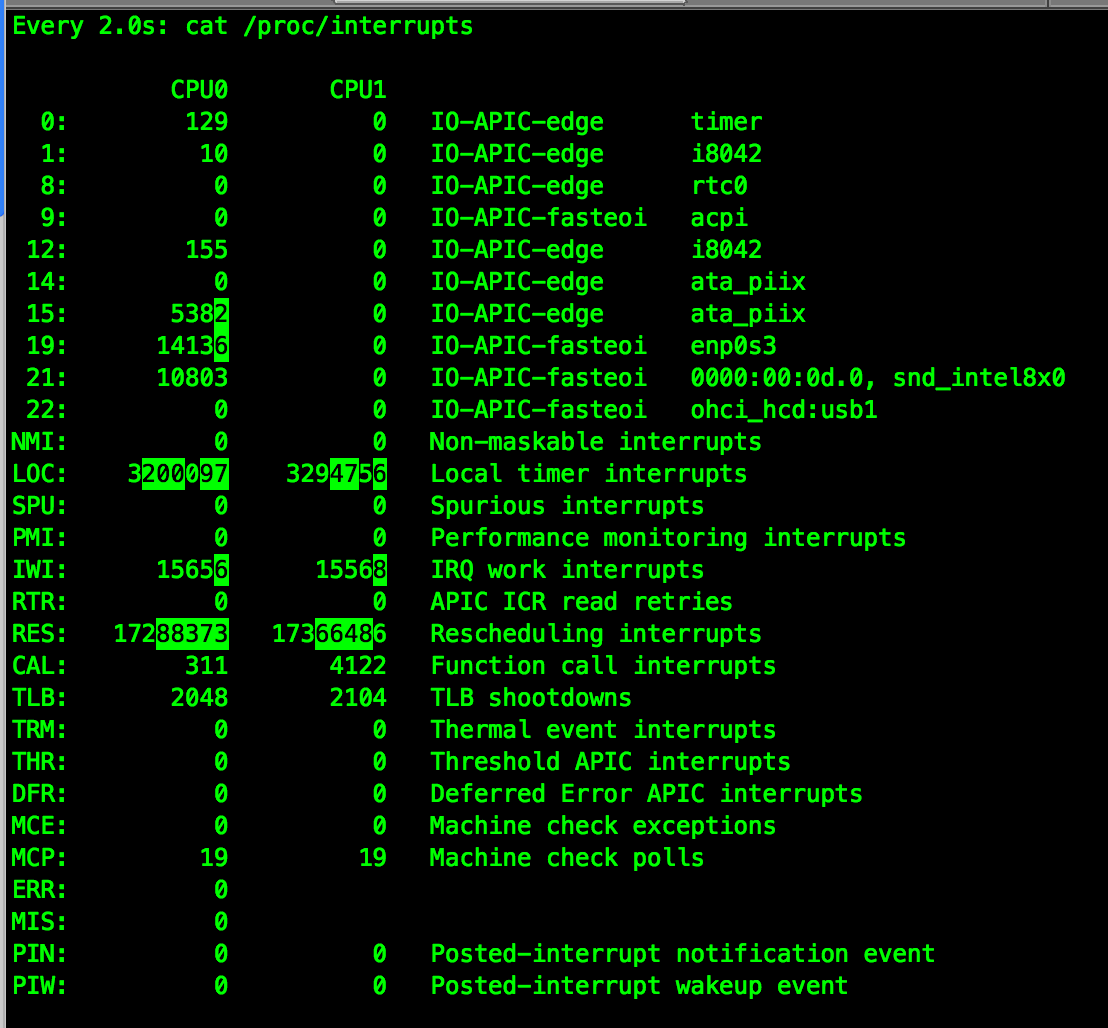 Every 2.0s: cat /proc/interrupts
CPU0 CPU1
0: 129 0 IO-APIC-edge timer
1: 10 0 IO-APIC-edge i8042
8: 0 0 IO-APIC-edge rtc0
9: 0 0 IO-APIC-fasteoi acpi
12: 155 0 IO-APIC-edge i8042
14: 0 0 IO-APIC-edge ata_piix
15: 5382 0 IO-APIC-edge ata_piix
19: 14136 0 IO-APIC-fasteoi enp0s3
21: 10803 0 IO-APIC-fasteoi 0000:00:0d.0, snd_intel8x0
22: 0 0 IO-APIC-fasteoi ohci_hcd:usb1
NMI: 0 0 Non-maskable interrupts
LOC: 3200097 3294756 Local timer interrupts
SPU: 0 0 Spurious interrupts
PMI: 0 0 Performance monitoring interrupts
IWI: 15656 15568 IRQ work interrupts
RTR: 0 0 APIC ICR read retries
RES: 17288373 17366486 Rescheduling interrupts
CAL: 311 4122 Function call interrupts
TLB: 2048 2104 TLB shootdowns
TRM: 0 0 Thermal event interrupts
THR: 0 0 Threshold APIC interrupts
DFR: 0 0 Deferred Error APIC interrupts
MCE: 0 0 Machine check exceptions
MCP: 19 19 Machine check polls
ERR: 0
MIS: 0
PIN: 0 0 Posted-interrupt notification event
PIW: 0 0 Posted-interrupt wakeup event